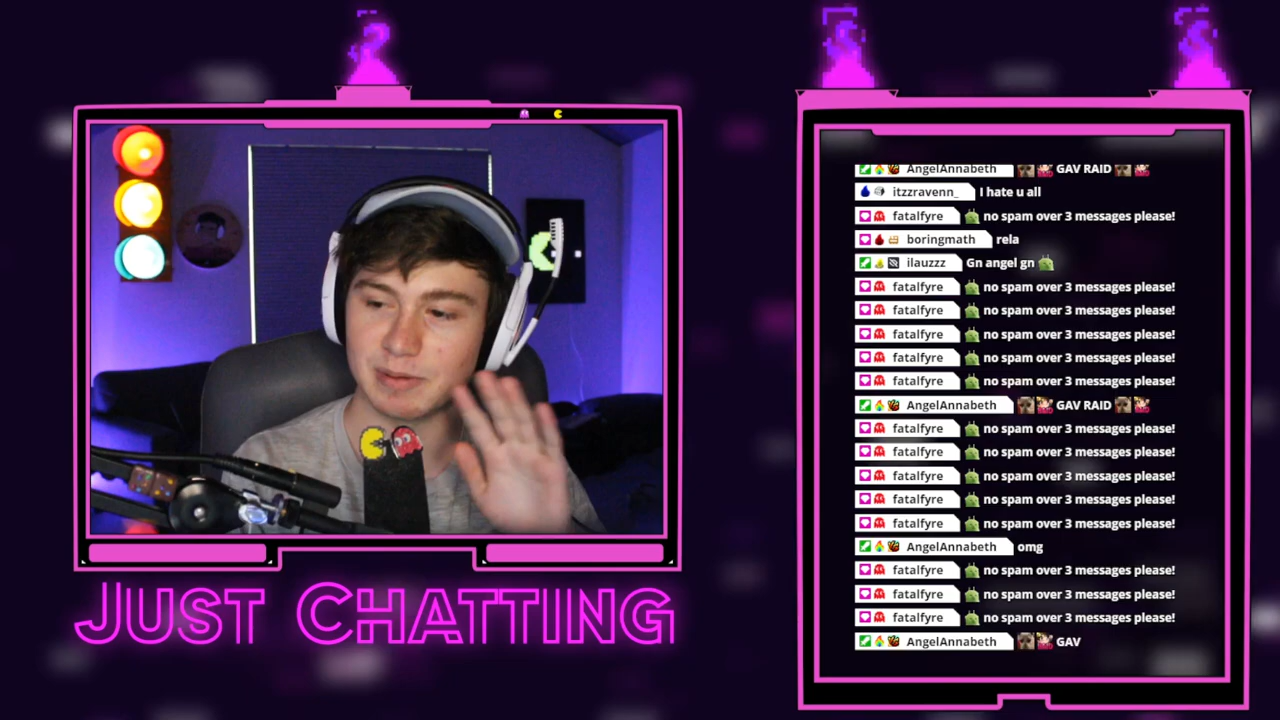 AngelAnnabeth GAV RAID
itzzravenn_ I hate u all
fatalfyre no spam over 3 messages please!
boringmath rela
ilauzzz Gn angel gn
fatalfyre no spam over 3 messages please!
fatalfyre no spam over 3 messages please!
fatalfyre no spam over 3 messages please!
fatalfyre no spam over 3 messages please!
fatalfyre no spam over 3 messages please!
AngelAnnabeth GAV RAID
fatalfyre no spam over 3 messages please!
fatalfyre no spam over 3 messages please!
fatalfyre no spam over 3 messages please!
fatalfyre no spam over 3 messages please!
fatalfyre no spam over 3 messages please!
AngelAnnabeth omg
fatalfyre no spam over 3 messages please!
fatalfyre no spam over 3 messages please!
fatalfyre no spam over 3 messages please!
AngelAnnabeth GAV
JUST CHATTING